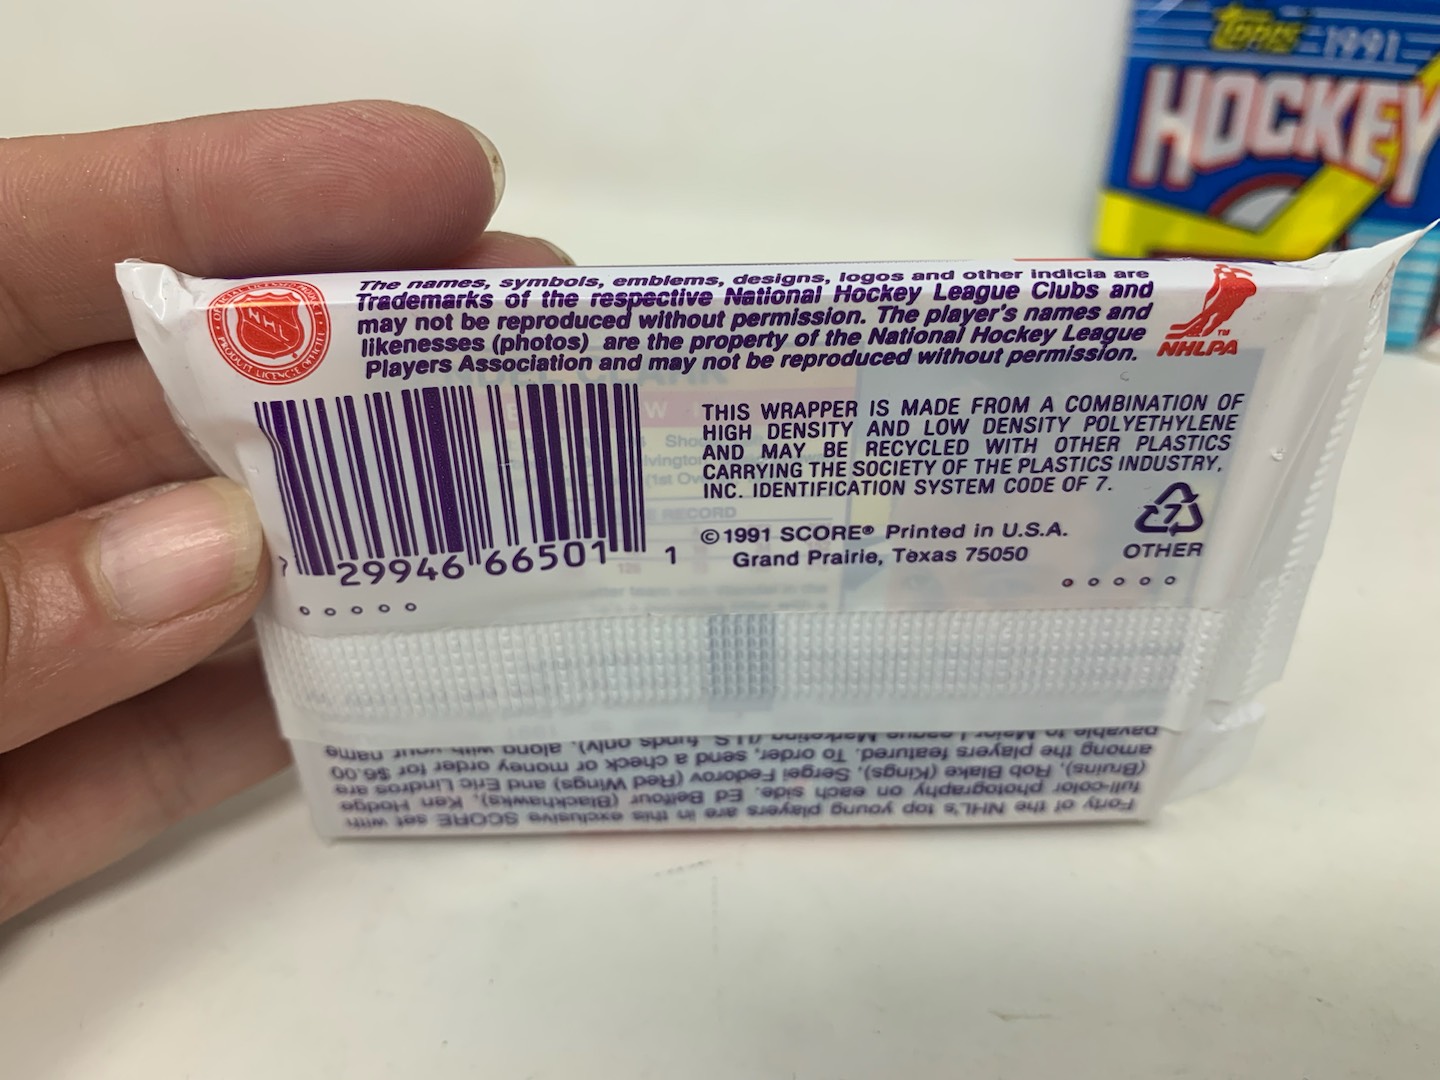 Topps 1991
HOCKEY
The names, symbols, emblems, designs, logos and other indicia are
Trademarks of the respective National Hockey League Clubs and
may not be reproduced without permission. The player's names and
likenesses (photos) are the property of the National Hockey League
Players Association and may not be reproduced without permission.
NHL
TM
NHLPA
THIS WRAPPER IS MADE FROM A COMBINATION OF
HIGH DENSITY AND LOW DENSITY POLYETHYLENE
AND MAY BE RECYCLED WITH OTHER PLASTICS
CARRYING THE SOCIETY OF THE PLASTICS INDUSTRY,
INC. IDENTIFICATION SYSTEM CODE OF 7.
7
OTHER
©1991 SCORE® Printed in U.S.A.
Grand Prairie, Texas 75050
7 29946 66501 1
Forty of the NHL's top young players are in this exclusive SCORE set with
full-color photography on each side. Ed Belfour (Blackhawks), Ken Hodge
(Bruins), Rob Blake (Kings), Sergei Fedorov (Red Wings) and Eric Lindros are
among the players featured. To order, send a check or money order for $6.00
payable to Major League Marketing (U.S. funds only), along with your name